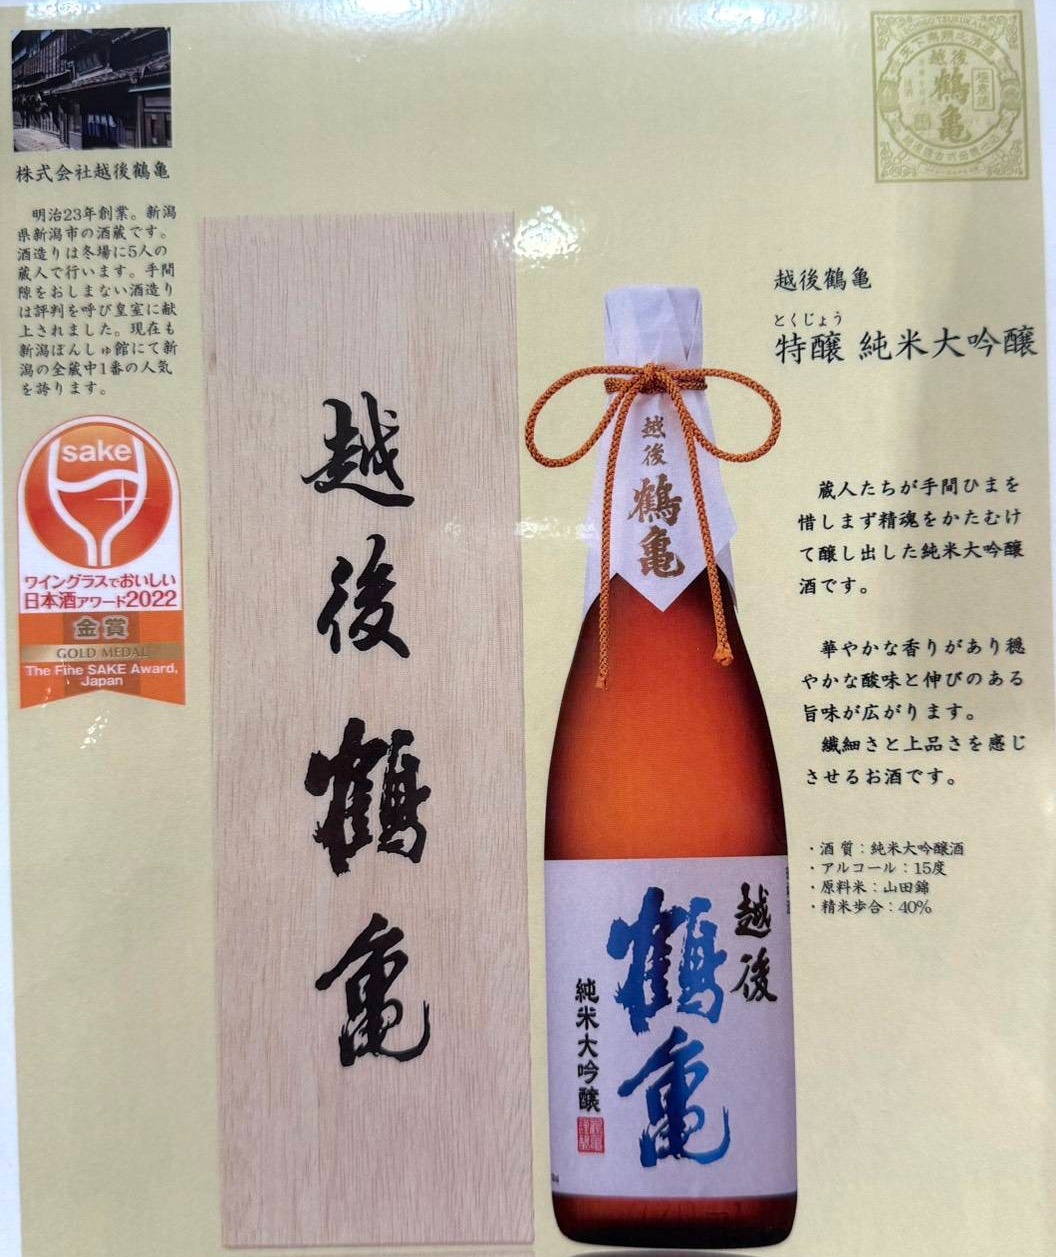 株式会社越後鶴亀
明治23年創業。新潟
県新潟市の酒蔵です。
酒造りは冬場に5人の
蔵人で行います。手間
隙をおしまない酒造り
は評判を呼び皇室に献
上されました。現在も
新潟ぽんしゅ館にて新
潟の全蔵中1番の人気
を誇ります。
sake
ワイングラスでおいしい
日本酒アワード2022
金賞
GOLD MEDAL
The Fine SAKE Award,
Japan
越後鶴亀
越後
鶴亀
越後鶴亀
純米大吟醸
越後
鶴亀
越後鶴亀
とくじょう
特醸 純米大吟醸
蔵人たちが手間ひまを
惜しまず精魂をかたむけ
て醸し出した純米大吟醸
酒です。
華やかな香りがあり穏
やかな酸味と伸びのある
旨味が広がります。
繊細さと上品さを感じ
させるお酒です。
・酒 質：純米大吟醸酒
・アルコール：15度
・原料米：山田錦
・精米歩合：40%